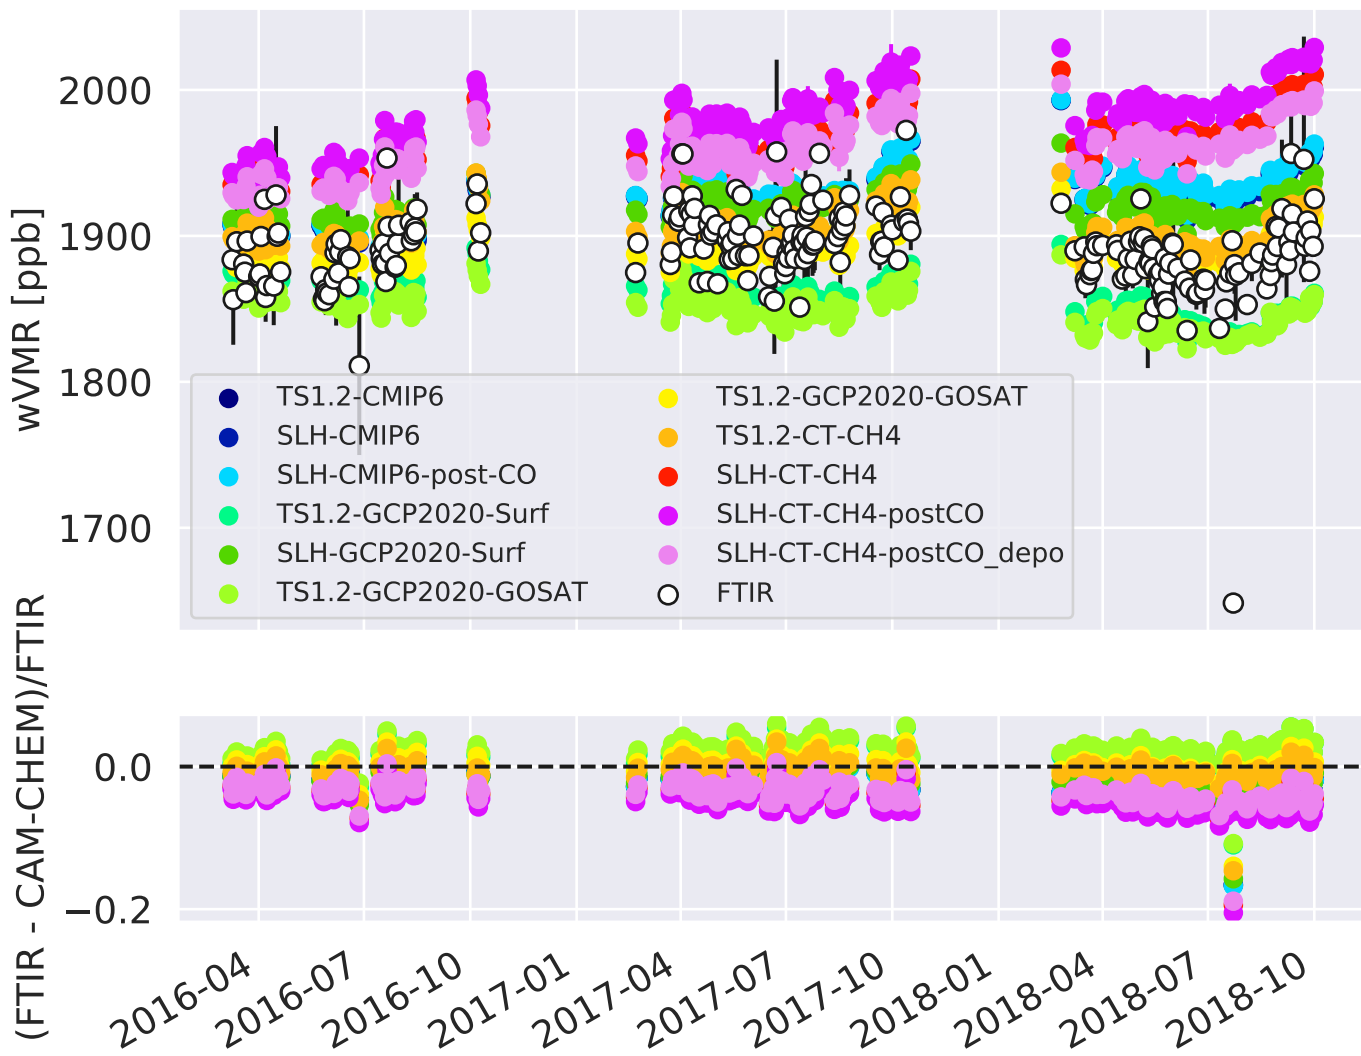 wVMR [ppb]
2000
1900
1800
1700
TS1.2-CMIP6
SLH-CMIP6
SLH-CMIP6-post-CO
TS1.2-GCP2020-Surf
SLH-GCP2020-Surf
TS1.2-GCP2020-GOSAT
TS1.2-GCP2020-GOSAT
TS1.2-CT-CH4
SLH-CT-CH4
SLH-CT-CH4-postCO
SLH-CT-CH4-postCO_depo
FTIR
(FTIR - CAM-CHEM)/FTIR
0.0
−0.2
2016-04
2016-07
2016-10
2017-01
2017-04
2017-07
2017-10
2018-01
2018-04
2018-07
2018-10